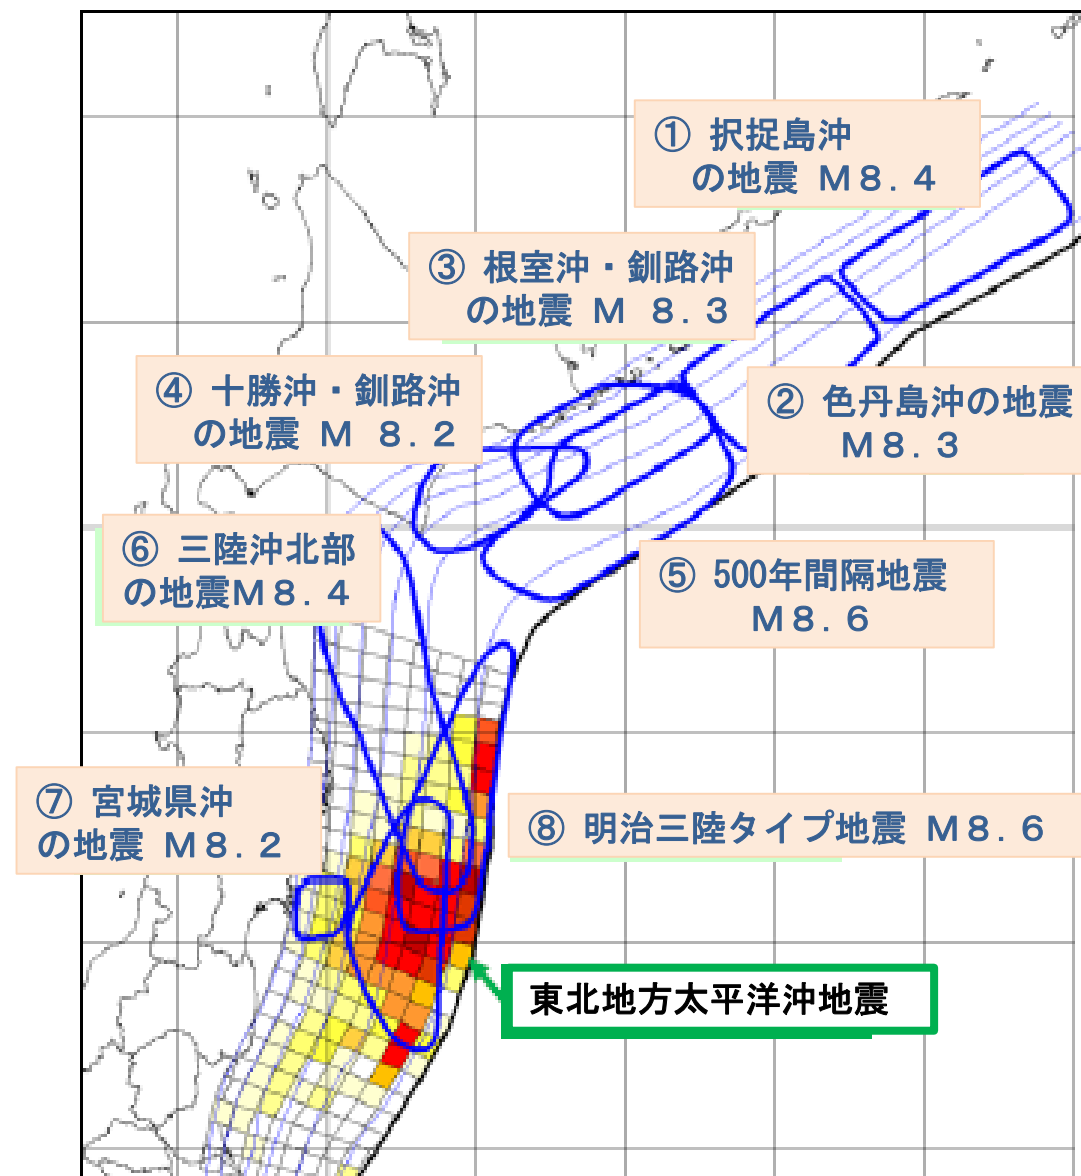 ① 択捉島沖
の地震 M8.4
③ 根室沖・釧路沖
の地震 M 8.3
④ 十勝沖・釧路沖
の地震 M 8.2
② 色丹島沖の地震
M8.3
⑥ 三陸沖北部
の地震M8.4
⑤ 500年間隔地震
M8.6
⑦ 宮城県沖
の地震 M8.2
⑧ 明治三陸タイプ地震 M8.6
東北地方太平洋沖地震